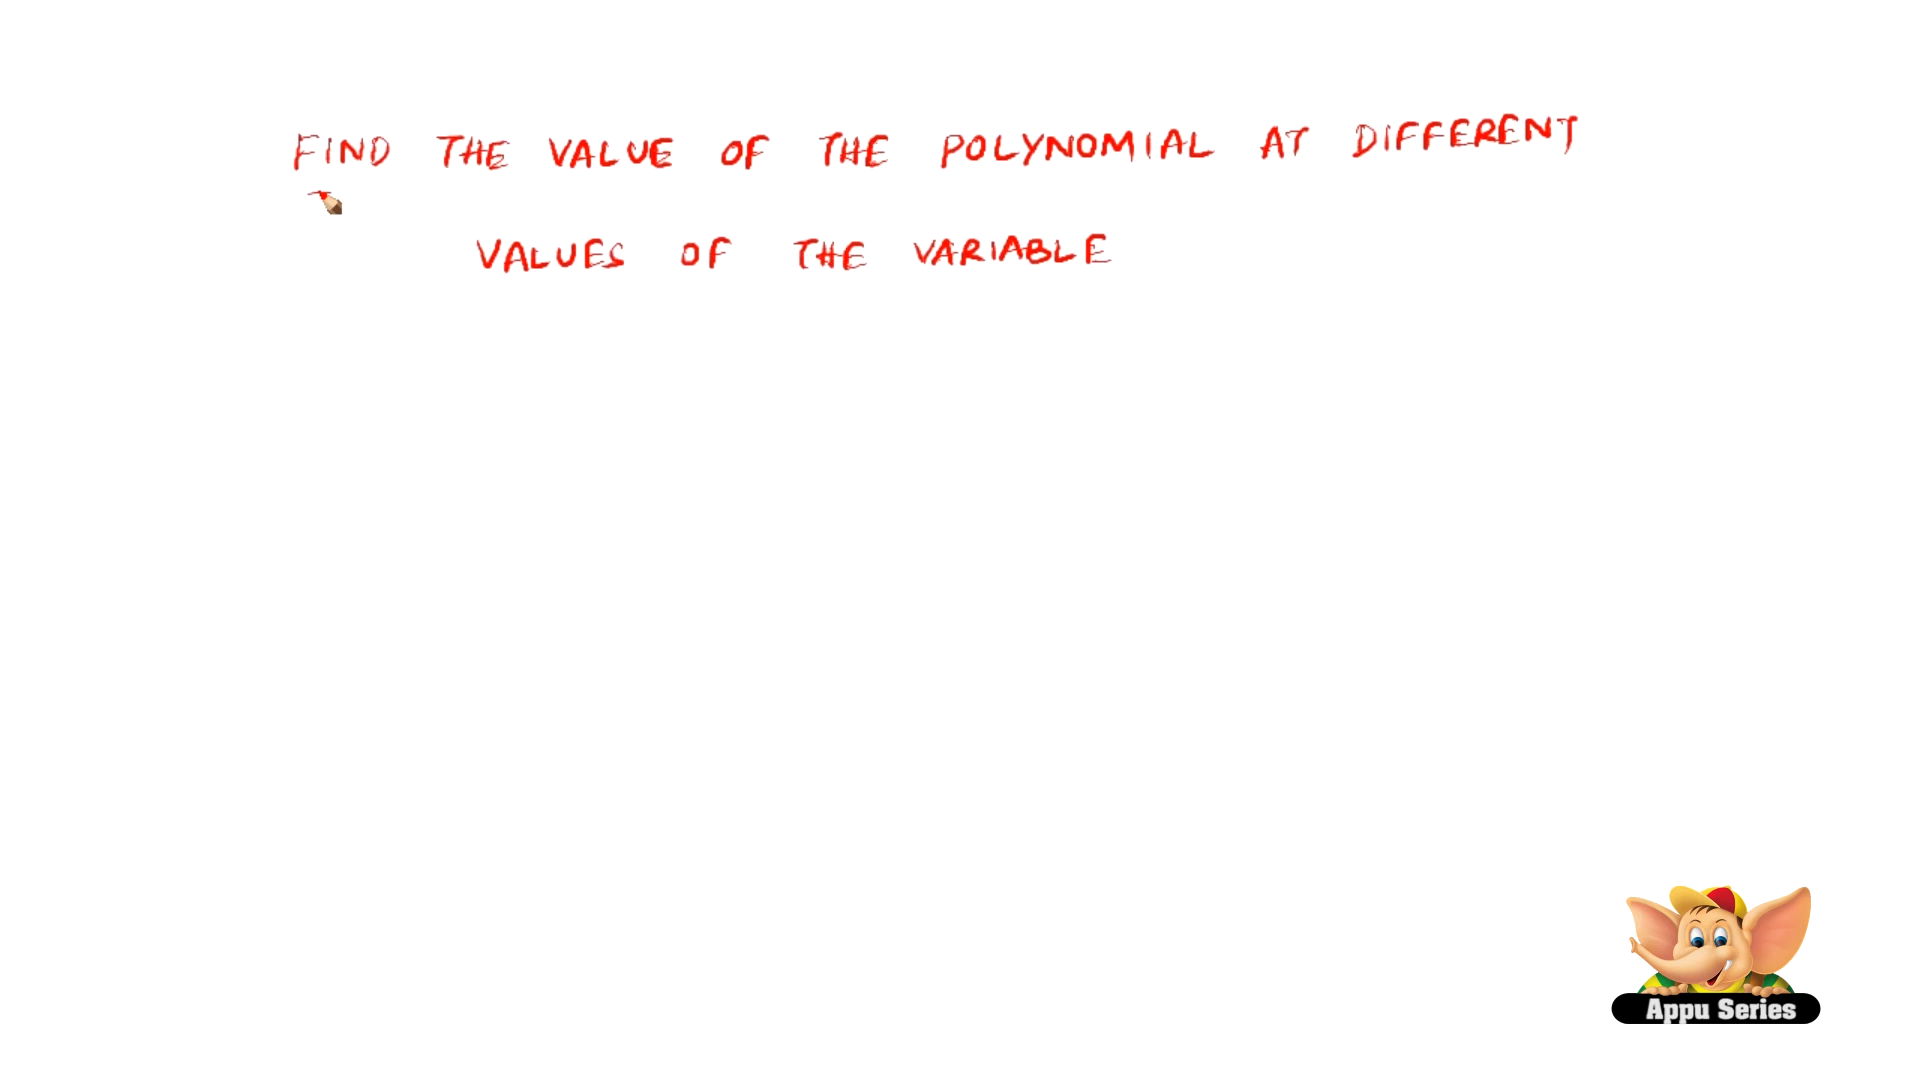 FIND THE VALUE OF THE POLYNOMIAL AT DIFFERENT
VALUES OF THE VARIABLE
Appu Series